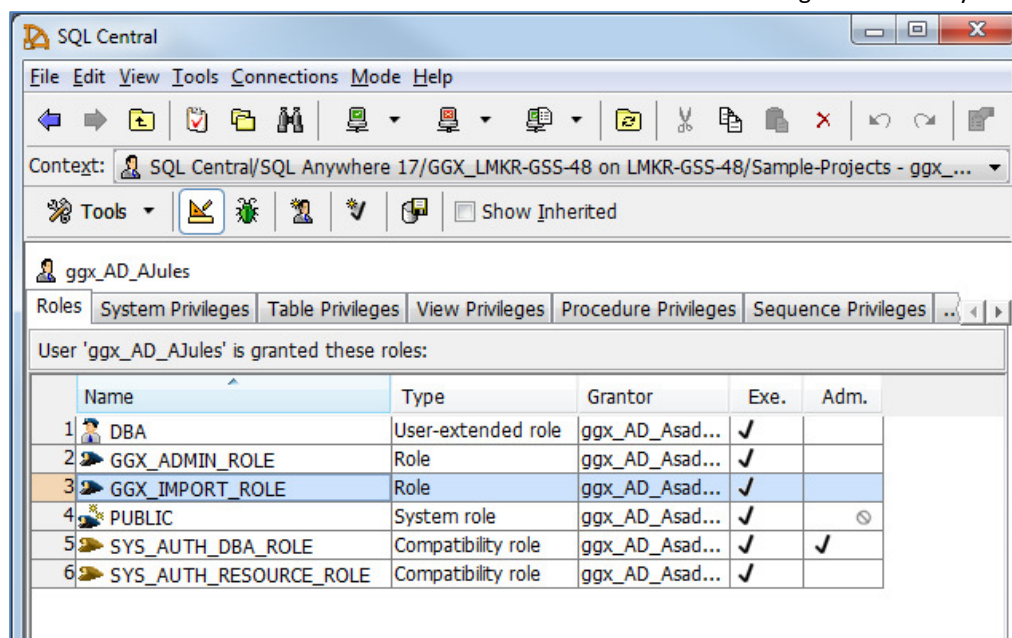 SQL Central
File Edit View Tools Connections Mode Help
Context: SQL Central/SQL Anywhere 17/GGX_LMKR-GSS-48 on LMKR-GSS-48/Sample-Projects - ggx_...
Tools Show Inherited
ggx_AD_AJules
Roles System Privileges Table Privileges View Privileges Procedure Privileges Sequence Privileges ...
User 'ggx_AD_AJules' is granted these roles:
Name Type Grantor Exe. Adm.
1 DBA User-extended role ggx_AD_Asad... ✓
2 GGX_ADMIN_ROLE Role ggx_AD_Asad... ✓
3 GGX_IMPORT_ROLE Role ggx_AD_Asad... ✓
4 PUBLIC System role ggx_AD_Asad... ✓
5 SYS_AUTH_DBA_ROLE Compatibility role ggx_AD_Asad... ✓ ✓
6 SYS_AUTH_RESOURCE_ROLE Compatibility role ggx_AD_Asad... ✓